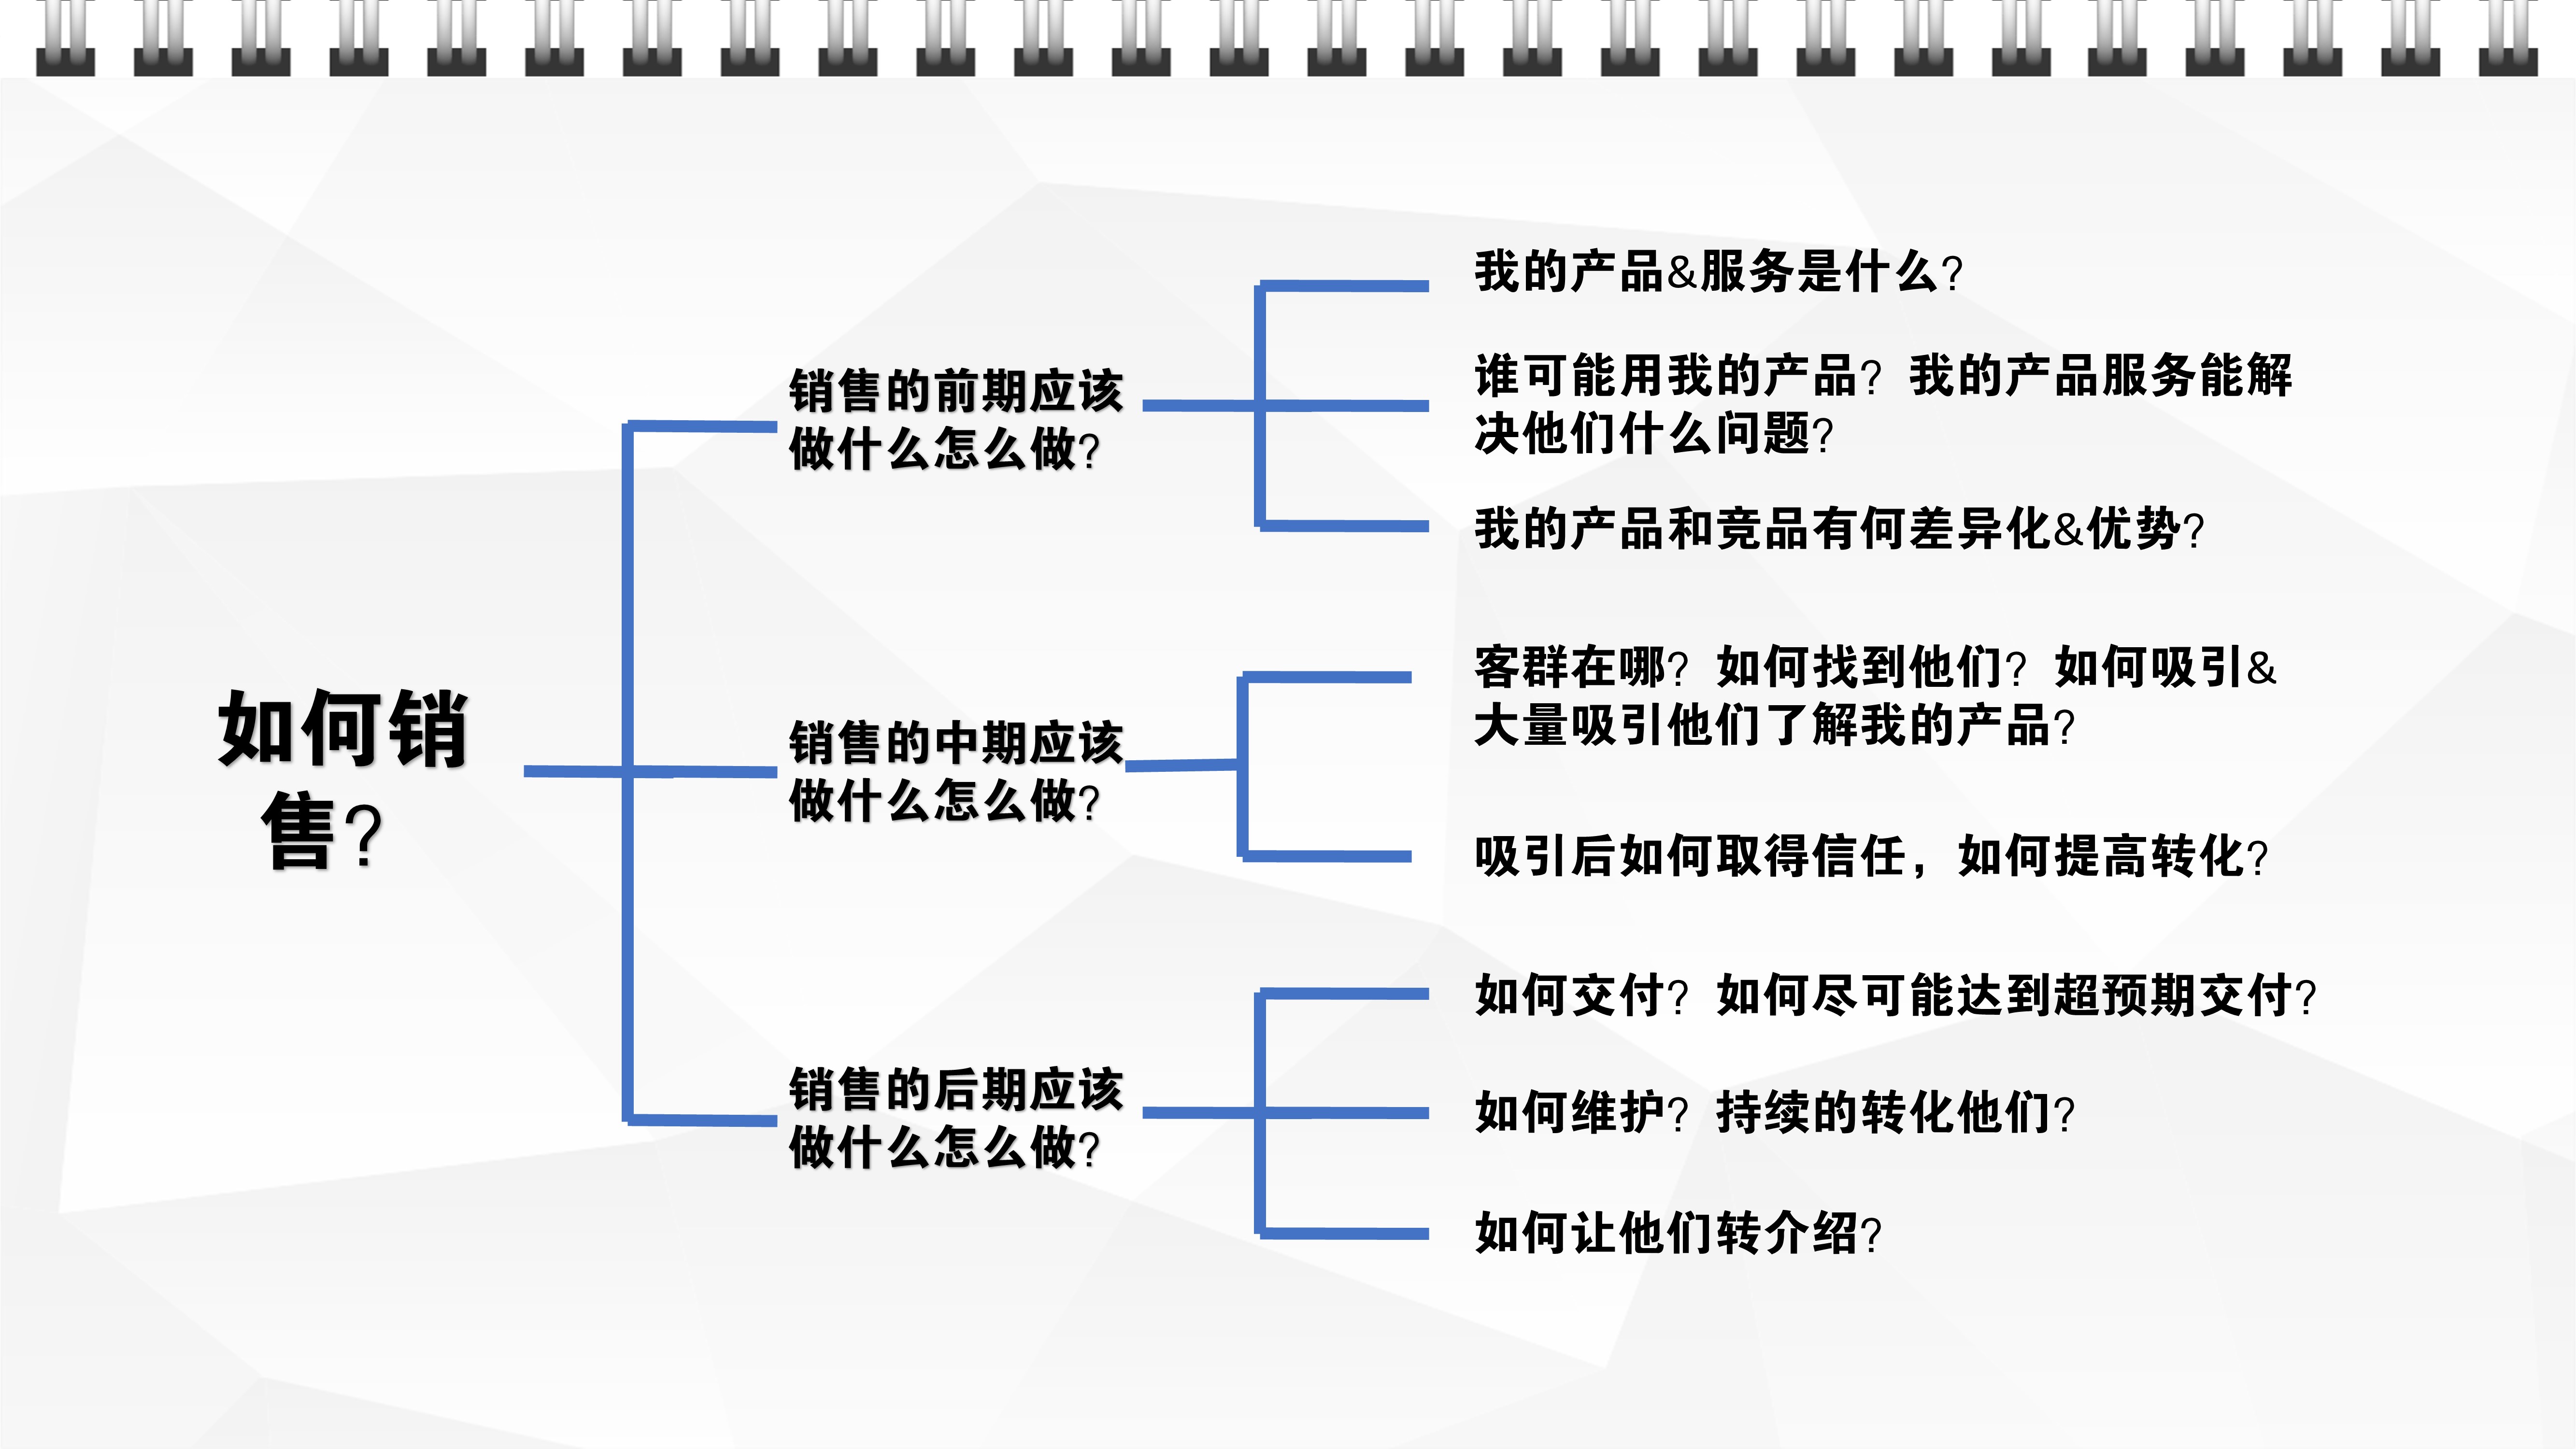 如何销
售?
销售的前期应该
做什么怎么做?
我的产品&服务是什么?
谁可能用我的产品? 我的产品服务能解
决他们什么问题?
我的产品和竞品有何差异化&优势?
销售的中期应该
做什么怎么做?
客群在哪? 如何找到他们? 如何吸引&
大量吸引他们了解我的产品?
吸引后如何取得信任，如何提高转化?
销售的后期应该
做什么怎么做?
如何交付? 如何尽可能达到超预期交付?
如何维护? 持续的转化他们?
如何让他们转介绍?